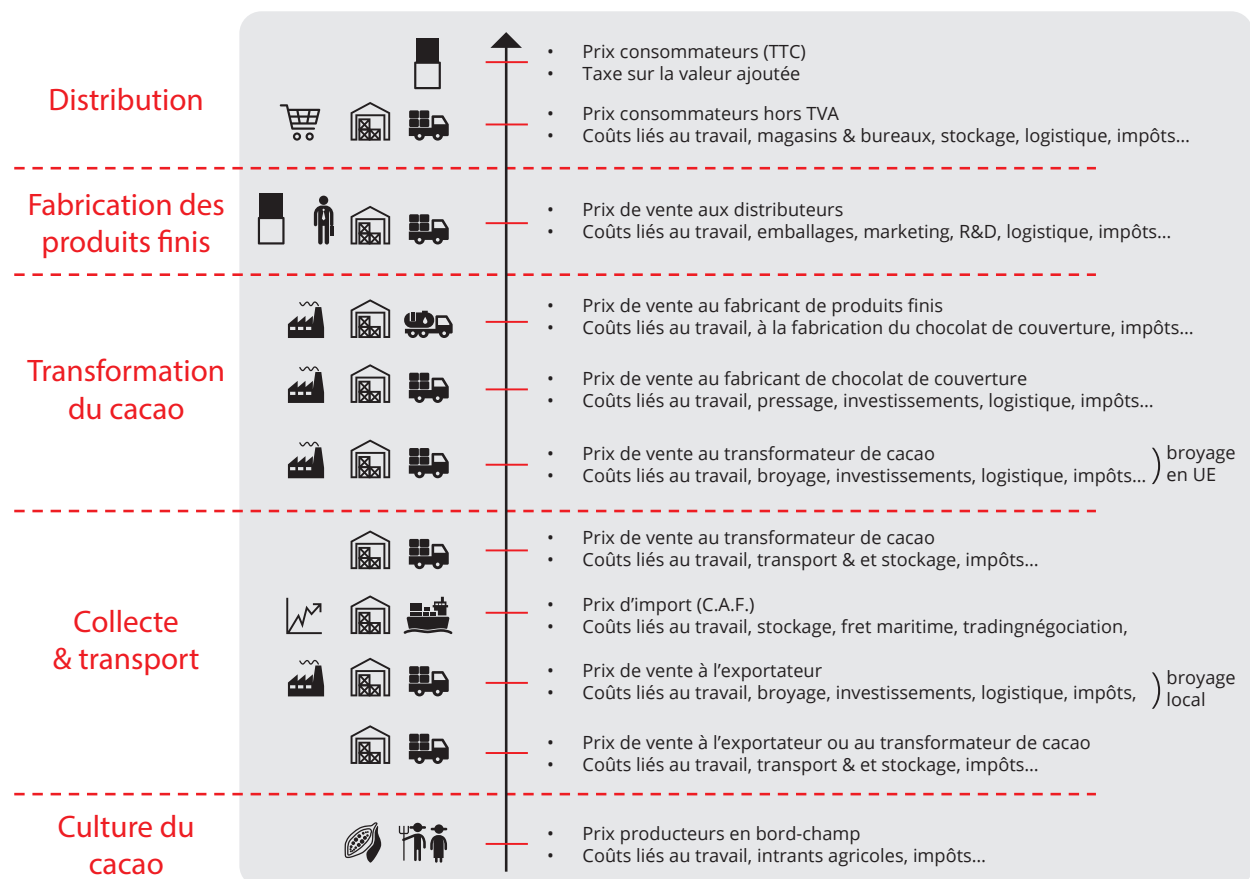 Distribution
• Prix consommateurs (TTC)
• Taxe sur la valeur ajoutée
• Prix consommateurs hors TVA
• Coûts liés au travail, magasins & bureaux, stockage, logistique, impôts...
Fabrication des
produits finis
• Prix de vente aux distributeurs
• Coûts liés au travail, emballages, marketing, R&D, logistique, impôts...
Transformation
du cacao
• Prix de vente au fabricant de produits finis
• Coûts liés au travail, à la fabrication du chocolat de couverture, impôts...
• Prix de vente au fabricant de chocolat de couverture
• Coûts liés au travail, pressage, investissements, logistique, impôts...
• Prix de vente au transformateur de cacao
• Coûts liés au travail, broyage, investissements, logistique, impôts...
) broyage
en UE
Collecte
& transport
• Prix de vente au transformateur de cacao
• Coûts liés au travail, transport & et stockage, impôts...
• Prix d'import (C.A.F.)
• Coûts liés au travail, stockage, fret maritime, tradingnégociation,
• Prix de vente à l'exportateur
• Coûts liés au travail, broyage, investissements, logistique, impôts,
) broyage
local
• Prix de vente à l'exportateur ou au transformateur de cacao
• Coûts liés au travail, transport & et stockage, impôts...
Culture du
cacao
• Prix producteurs en bord-champ
• Coûts liés au travail, intrants agricoles, impôts...